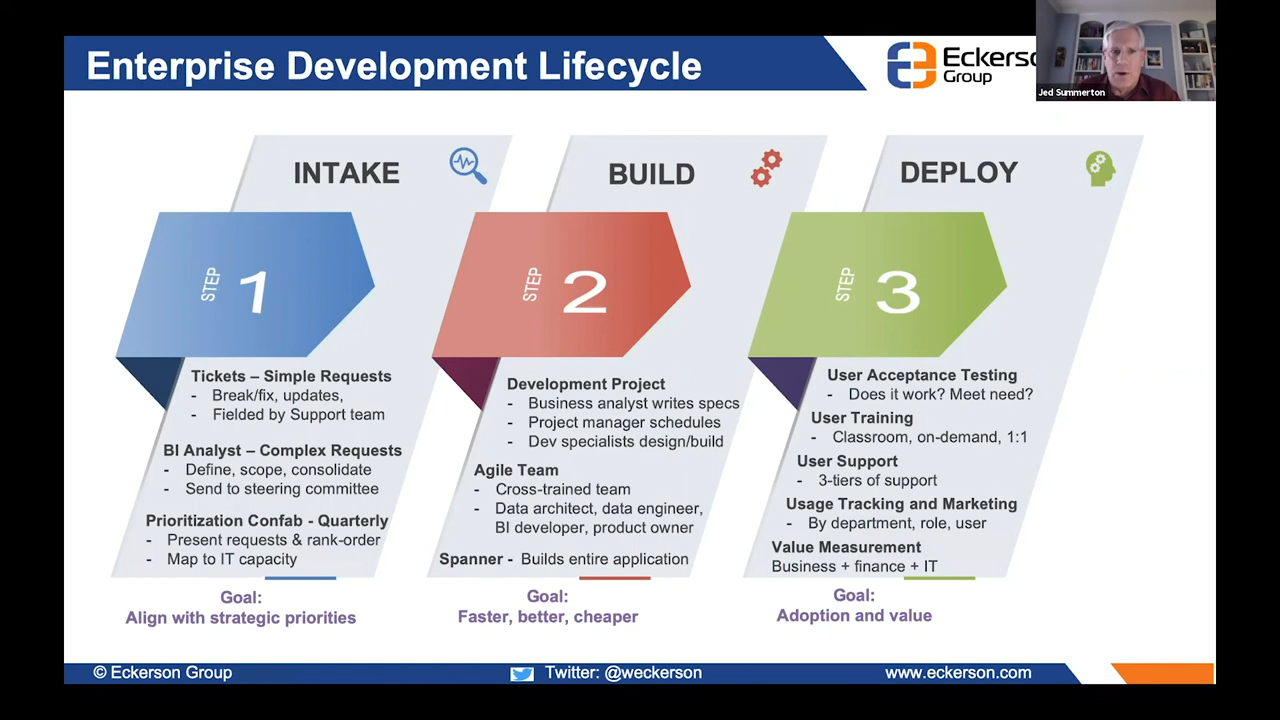 Enterprise Development Lifecycle
Eckerso
Group
Jed Summerton
INTAKE
STEP 1
Tickets – Simple Requests
- Break/fix, updates,
- Fielded by Support team
BI Analyst – Complex Requests
- Define, scope, consolidate
- Send to steering committee
Prioritization Confab - Quarterly
- Present requests & rank-order
- Map to IT capacity
Goal:
Align with strategic priorities
BUILD
STEP 2
Development Project
- Business analyst writes specs
- Project manager schedules
- Dev specialists design/build
Agile Team
- Cross-trained team
- Data architect, data engineer,
BI developer, product owner
Spanner - Builds entire application
Goal:
Faster, better, cheaper
DEPLOY
STEP 3
User Acceptance Testing
- Does it work? Meet need?
User Training
- Classroom, on-demand, 1:1
User Support
- 3-tiers of support
Usage Tracking and Marketing
- By department, role, user
Value Measurement
Business + finance + IT
Goal:
Adoption and value
© Eckerson Group
Twitter: @weckerson
www.eckerson.com